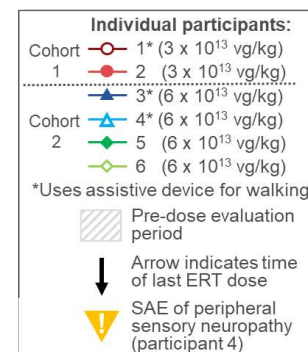 Individual participants:
Cohort 1
1* (3 x 10¹³ vg/kg)
2 (3 x 10¹³ vg/kg)
Cohort 2
3* (6 x 10¹³ vg/kg)
4* (6 x 10¹³ vg/kg)
5 (6 x 10¹³ vg/kg)
6 (6 x 10¹³ vg/kg)
*Uses assistive device for walking
Pre-dose evaluation
period
Arrow indicates time
of last ERT dose
SAE of peripheral
sensory neuropathy
(participant 4)